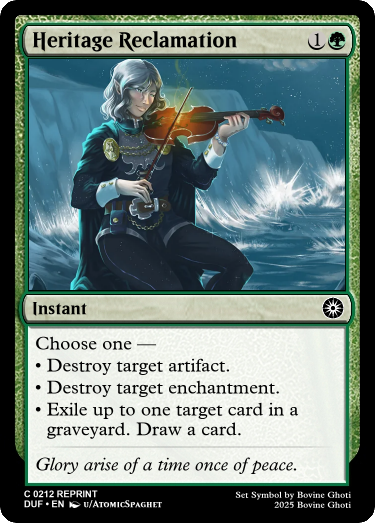 Heritage Reclamation 1
Instant
Choose one —
• Destroy target artifact.
• Destroy target enchantment.
• Exile up to one target card in a
graveyard. Draw a card.
Glory arise of a time once of peace.
C 0212 REPRINT
DUF • EN u/AtomicSpaghet
Set Symbol by Bovine Ghoti
2025 Bovine Ghoti